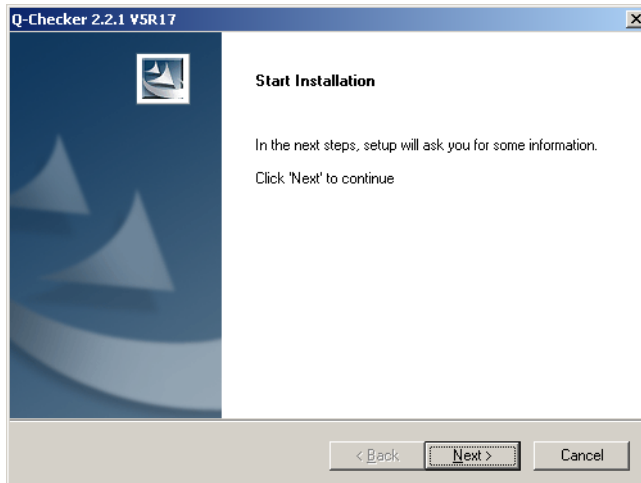 Q-Checker 2.2.1 V5R17
Start Installation
In the next steps, setup will ask you for some information.
Click 'Next' to continue
< Back
Next >
Cancel